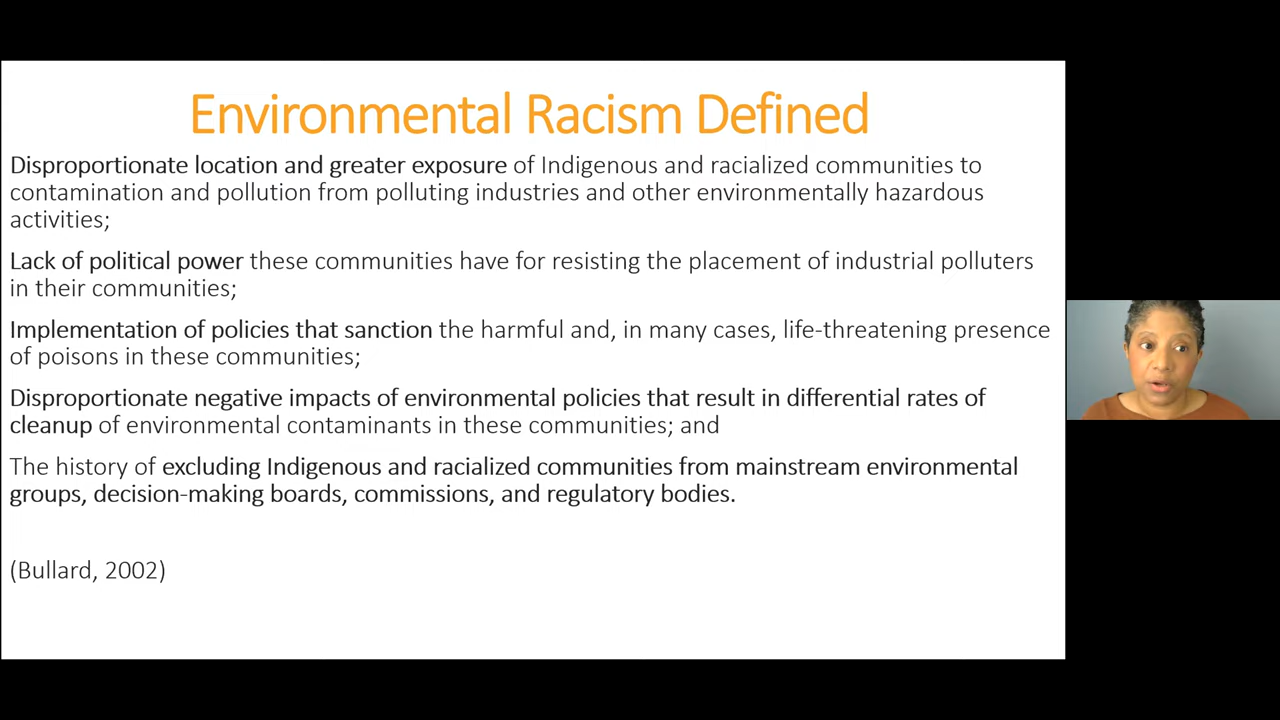 Environmental Racism Defined
Disproportionate location and greater exposure of Indigenous and racialized communities to
contamination and pollution from polluting industries and other environmentally hazardous
activities;
Lack of political power these communities have for resisting the placement of industrial polluters
in their communities;
Implementation of policies that sanction the harmful and, in many cases, life-threatening presence
of poisons in these communities;
Disproportionate negative impacts of environmental policies that result in differential rates of
cleanup of environmental contaminants in these communities; and
The history of excluding Indigenous and racialized communities from mainstream environmental
groups, decision-making boards, commissions, and regulatory bodies.
(Bullard, 2002)